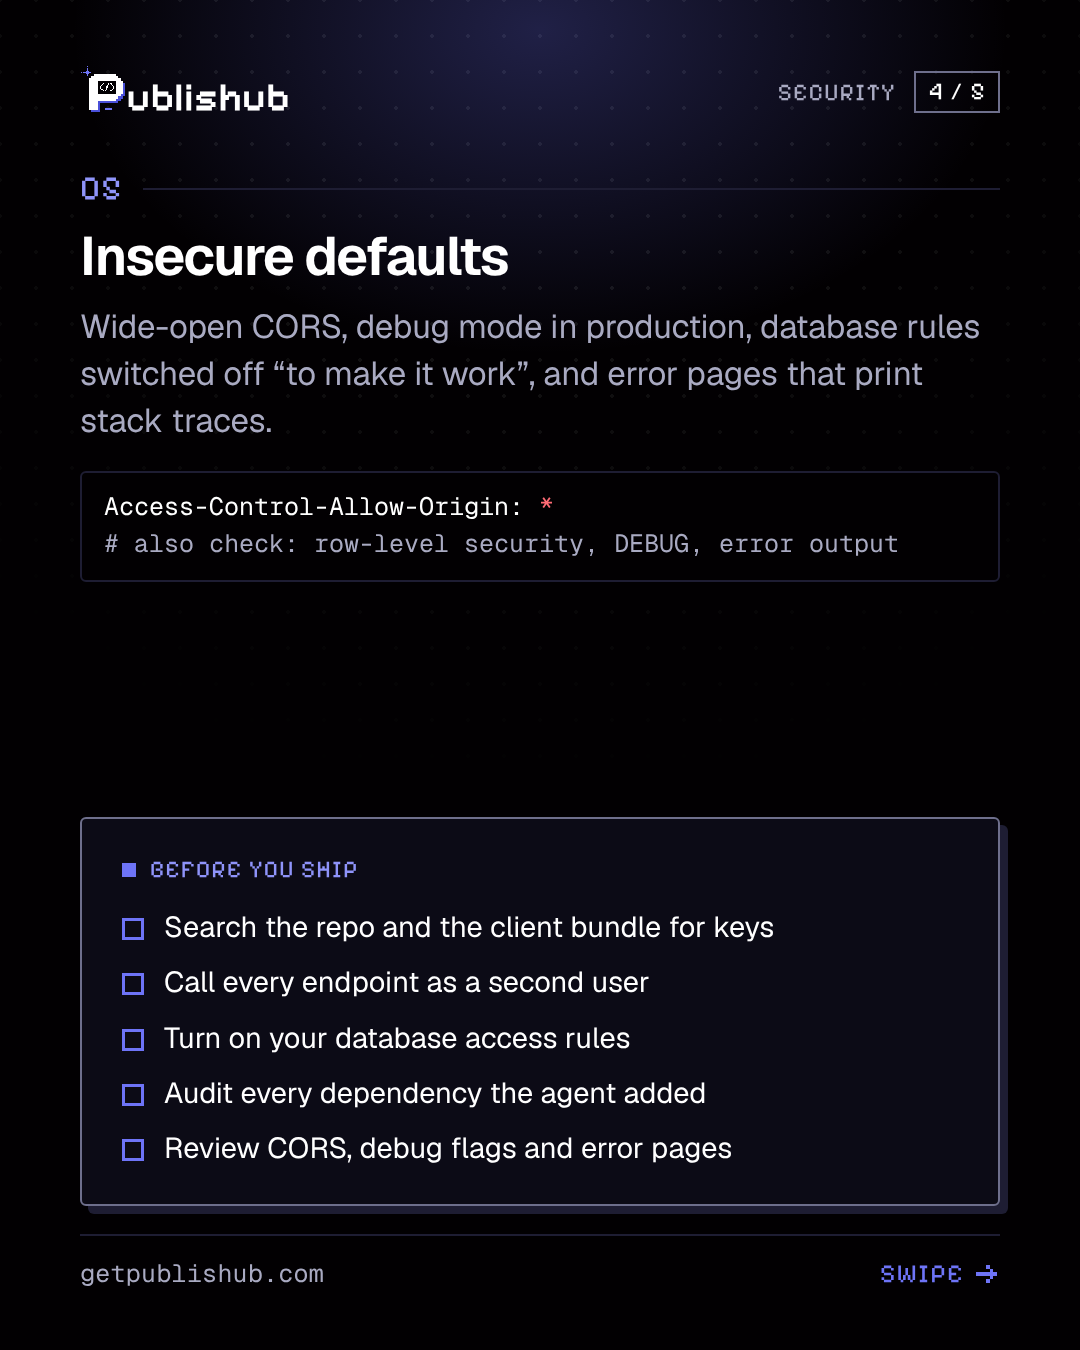 Publishub
SECURITY
4 / 5
05
Insecure defaults
Wide-open CORS, debug mode in production, database rules
switched off “to make it work”, and error pages that print
stack traces.
Access-Control-Allow-Origin: *
# also check: row-level security, DEBUG, error output
BEFORE YOU SHIP
Search the repo and the client bundle for keys
Call every endpoint as a second user
Turn on your database access rules
Audit every dependency the agent added
Review CORS, debug flags and error pages
getpublishub.com
SWIPE →